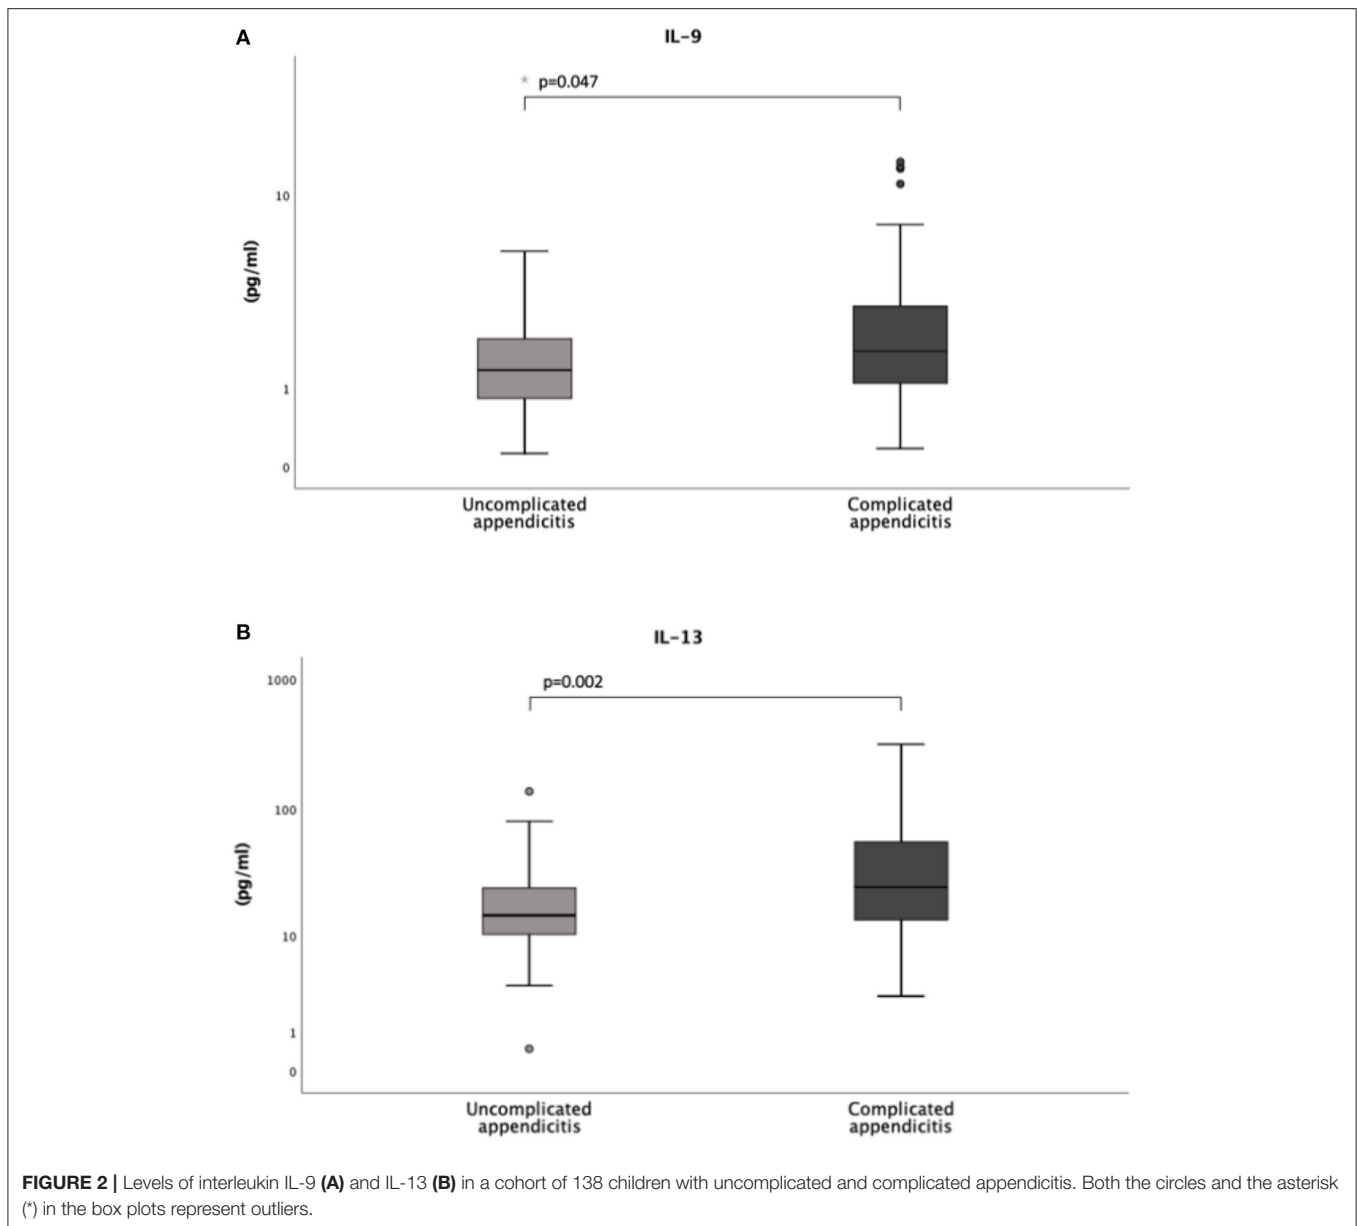 A
IL-9
* p=0.047
10
(pg/ml)
1
0
Uncomplicated appendicitis
Complicated appendicitis
B
IL-13
1000
p=0.002
100
(pg/ml)
10
1
0
Uncomplicated appendicitis
Complicated appendicitis
FIGURE 2 | Levels of interleukin IL-9 (A) and IL-13 (B) in a cohort of 138 children with uncomplicated and complicated appendicitis. Both the circles and the asterisk
(*) in the box plots represent outliers.